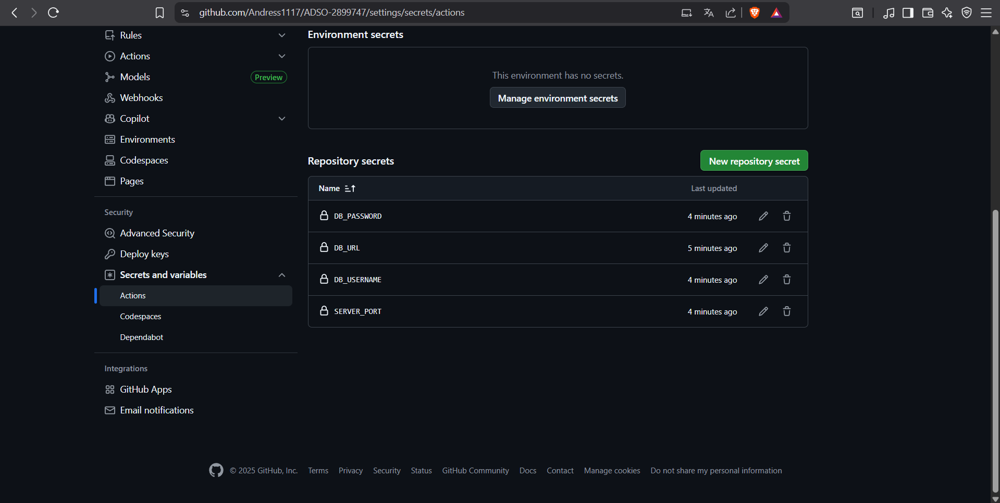 github.com/Andress1117/ADSO-2899747/settings/secrets/actions
Rules
Actions
Models Preview
Webhooks
Copilot
Environments
Codespaces
Pages
Security
Advanced Security
Deploy keys
Secrets and variables
Actions
Codespaces
Dependabot
Integrations
GitHub Apps
Email notifications
Environment secrets
This environment has no secrets.
Manage environment secrets
Repository secrets New repository secret
Name Last updated
DB_PASSWORD 4 minutes ago
DB_URL 5 minutes ago
DB_USERNAME 4 minutes ago
SERVER_PORT 4 minutes ago
© 2025 GitHub, Inc. Terms Privacy Security Status GitHub Community Docs Contact Manage cookies Do not share my personal information